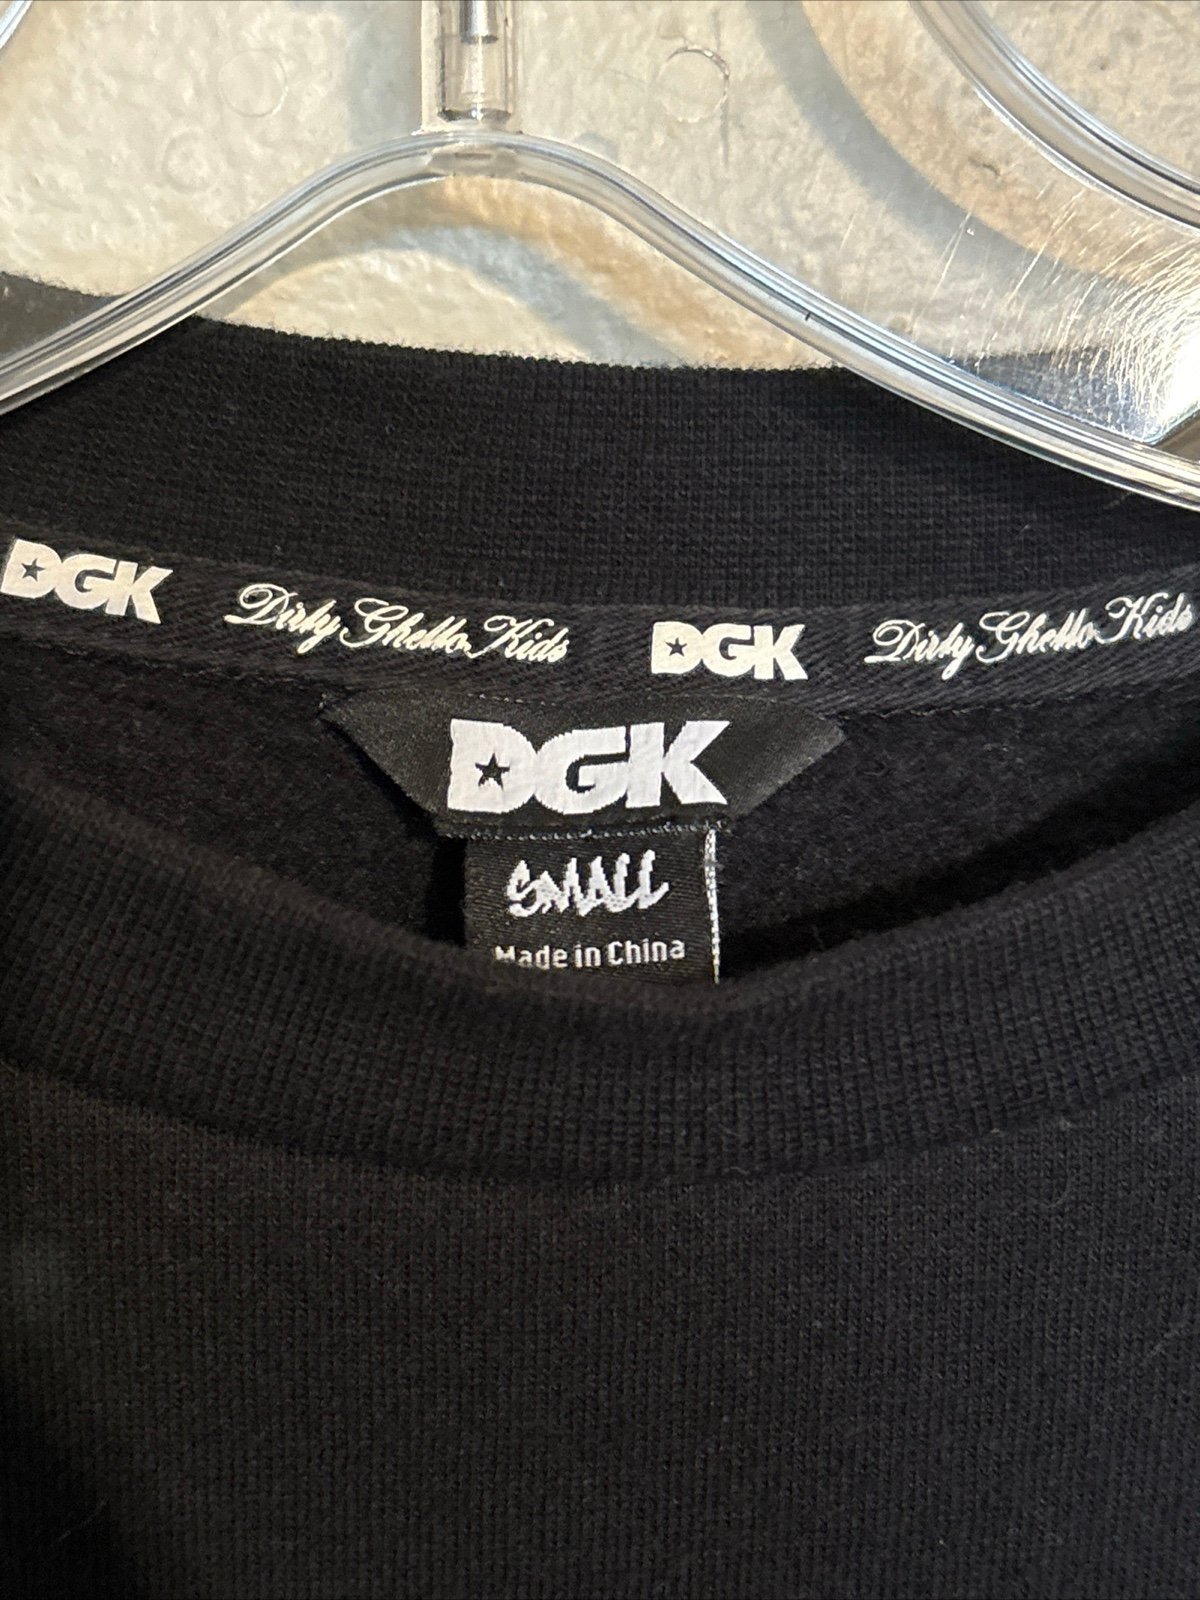 DGK Dirty Ghetto Kids DGK Dirty Ghetto Kids
DGK
SMALL
Made in China